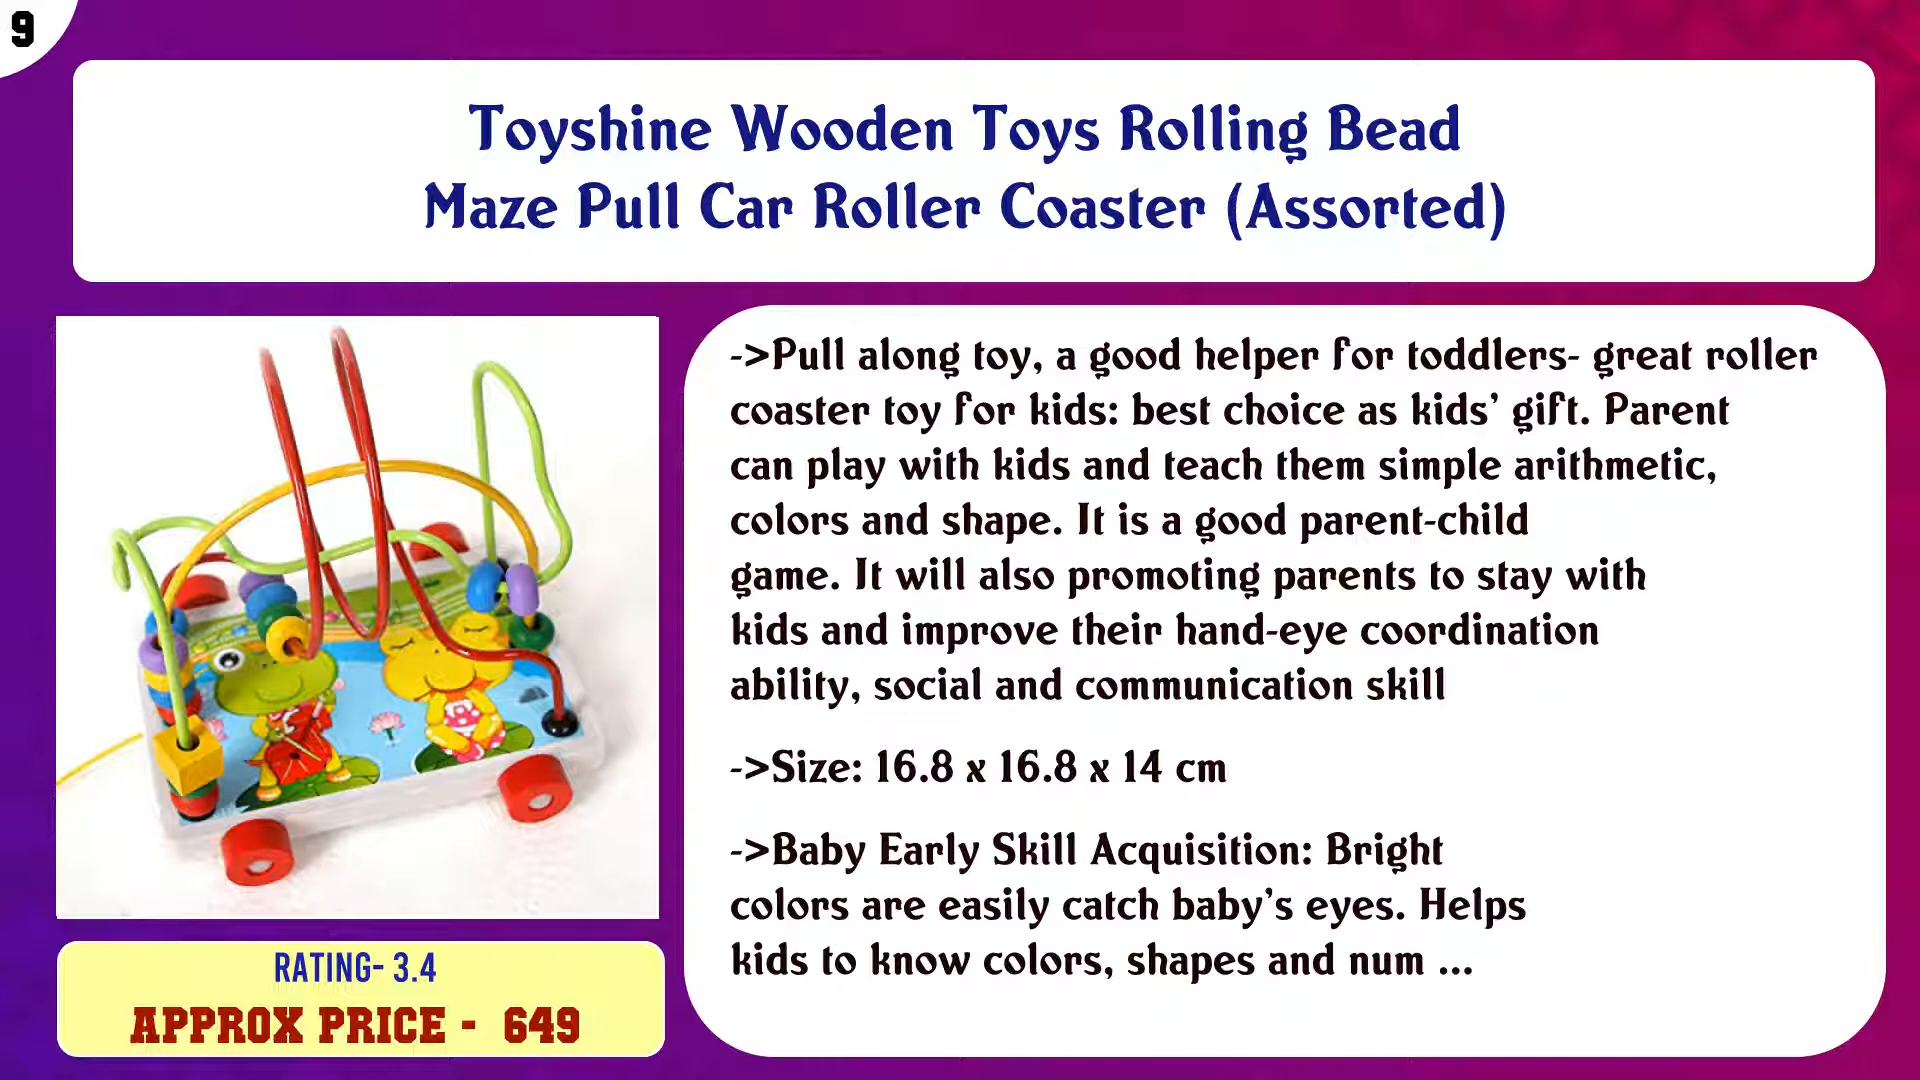 9
Toyshine Wooden Toys Rolling Bead
Maze Pull Car Roller Coaster (Assorted)
->Pull along toy, a good helper for toddlers- great roller
coaster toy for kids: best choice as kids’ gift. Parent
can play with kids and teach them simple arithmetic,
colors and shape. It is a good parent-child
game. It will also promoting parents to stay with
kids and improve their hand-eye coordination
ability, social and communication skill
->Size: 16.8 x 16.8 x 14 cm
->Baby Early Skill Acquisition: Bright
colors are easily catch baby’s eyes. Helps
kids to know colors, shapes and num ...
RATING- 3.4
APPROX PRICE - 649